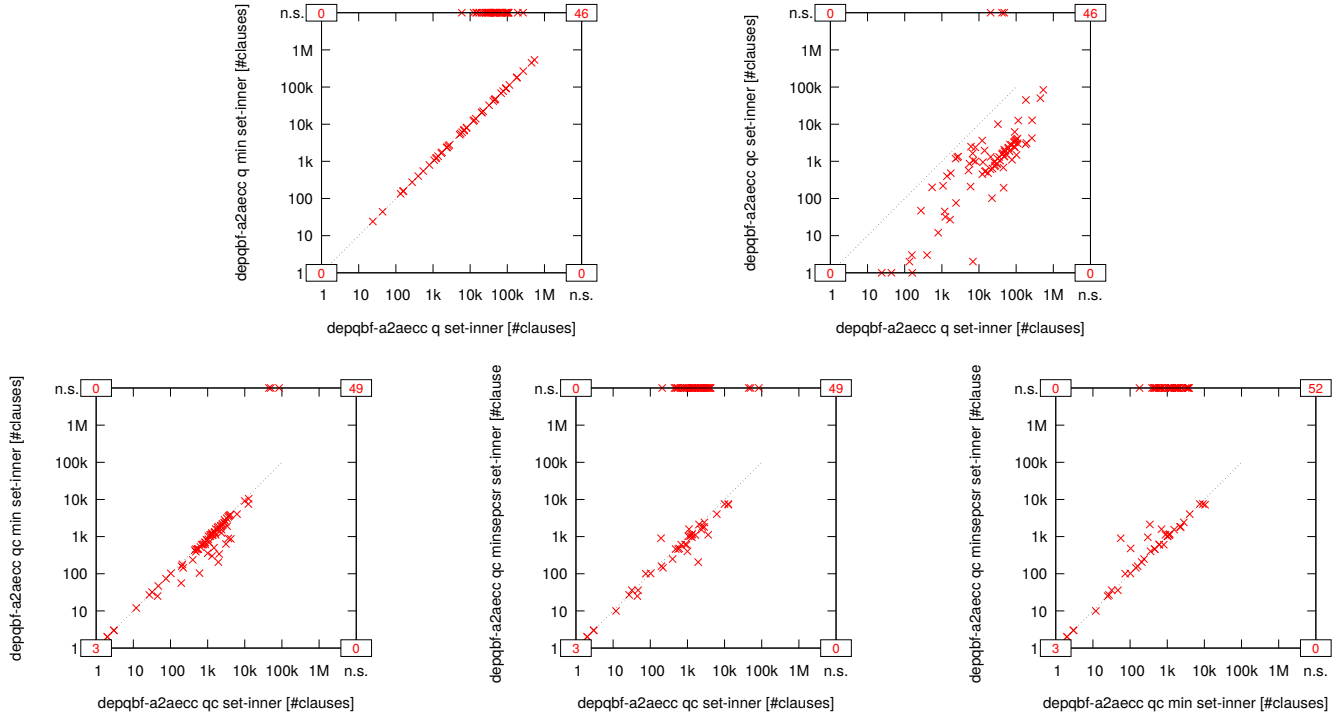 depqbf-a2aecc q min set-inner [#clauses]
n.s.
1M
100k
10k
1k
100
10
1
0
46
0
0
1 10 100 1k 10k 100k 1M n.s.
depqbf-a2aecc q set-inner [#clauses]
depqbf-a2aecc qc set-inner [#clauses]
n.s.
1M
100k
10k
1k
100
10
1
0
46
0
0
1 10 100 1k 10k 100k 1M n.s.
depqbf-a2aecc q set-inner [#clauses]
depqbf-a2aecc qc min set-inner [#clauses]
n.s.
1M
100k
10k
1k
100
10
1
0
49
3
0
1 10 100 1k 10k 100k 1M n.s.
depqbf-a2aecc qc set-inner [#clauses]
depqbf-a2aecc qc minsepcsr set-inner [#clause
n.s.
1M
100k
10k
1k
100
10
1
0
49
3
0
1 10 100 1k 10k 100k 1M n.s.
depqbf-a2aecc qc set-inner [#clauses]
depqbf-a2aecc qc minsepcsr set-inner [#clause
n.s.
1M
100k
10k
1k
100
10
1
0
52
3
0
1 10 100 1k 10k 100k 1M n.s.
depqbf-a2aecc qc min set-inner [#clauses]